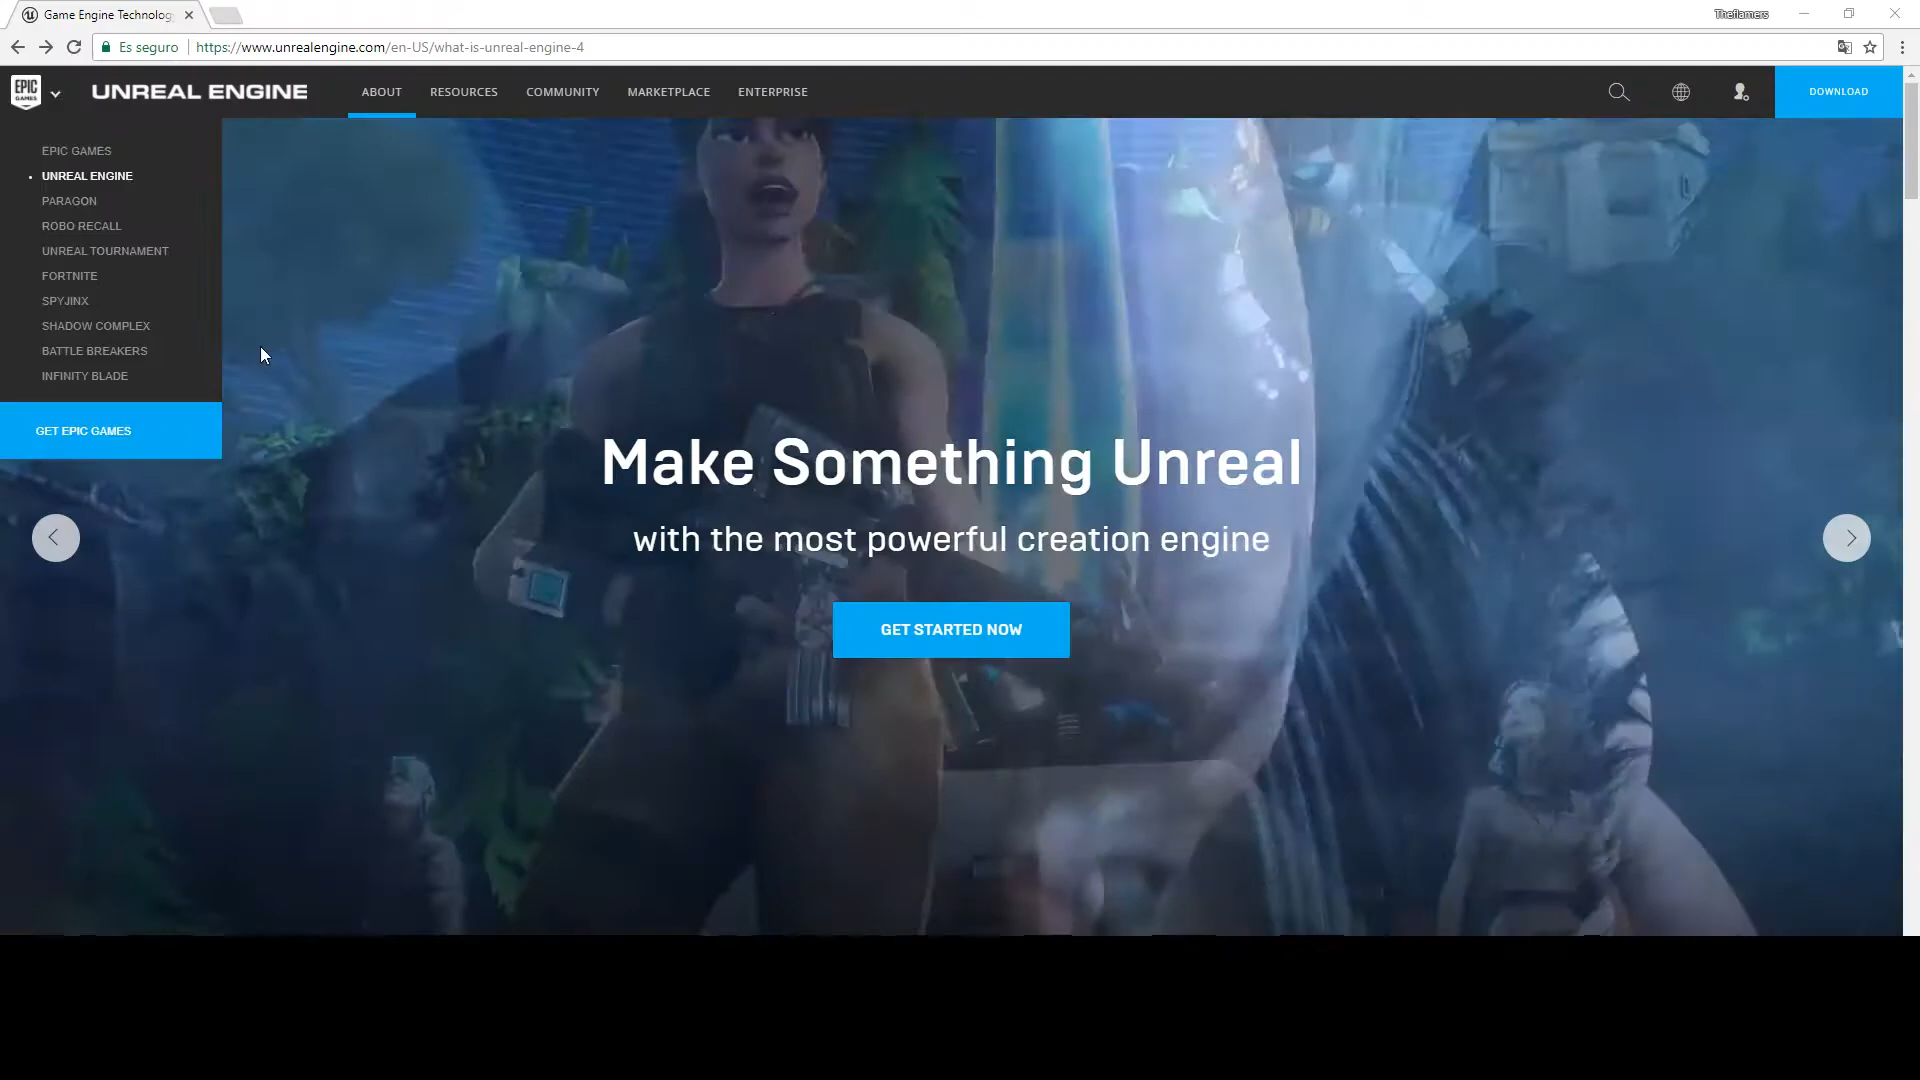 Game Engine Technolog
Theflamers
Es seguro
https://www.unrealengine.com/en-US/what-is-unreal-engine-4
EPIC GAMES
UNREAL ENGINE
ABOUT
RESOURCES
COMMUNITY
MARKETPLACE
ENTERPRISE
DOWNLOAD
EPIC GAMES
UNREAL ENGINE
PARAGON
ROBO RECALL
UNREAL TOURNAMENT
FORTNITE
SPYJINX
SHADOW COMPLEX
BATTLE BREAKERS
INFINITY BLADE
GET EPIC GAMES
Make Something Unreal
with the most powerful creation engine
GET STARTED NOW